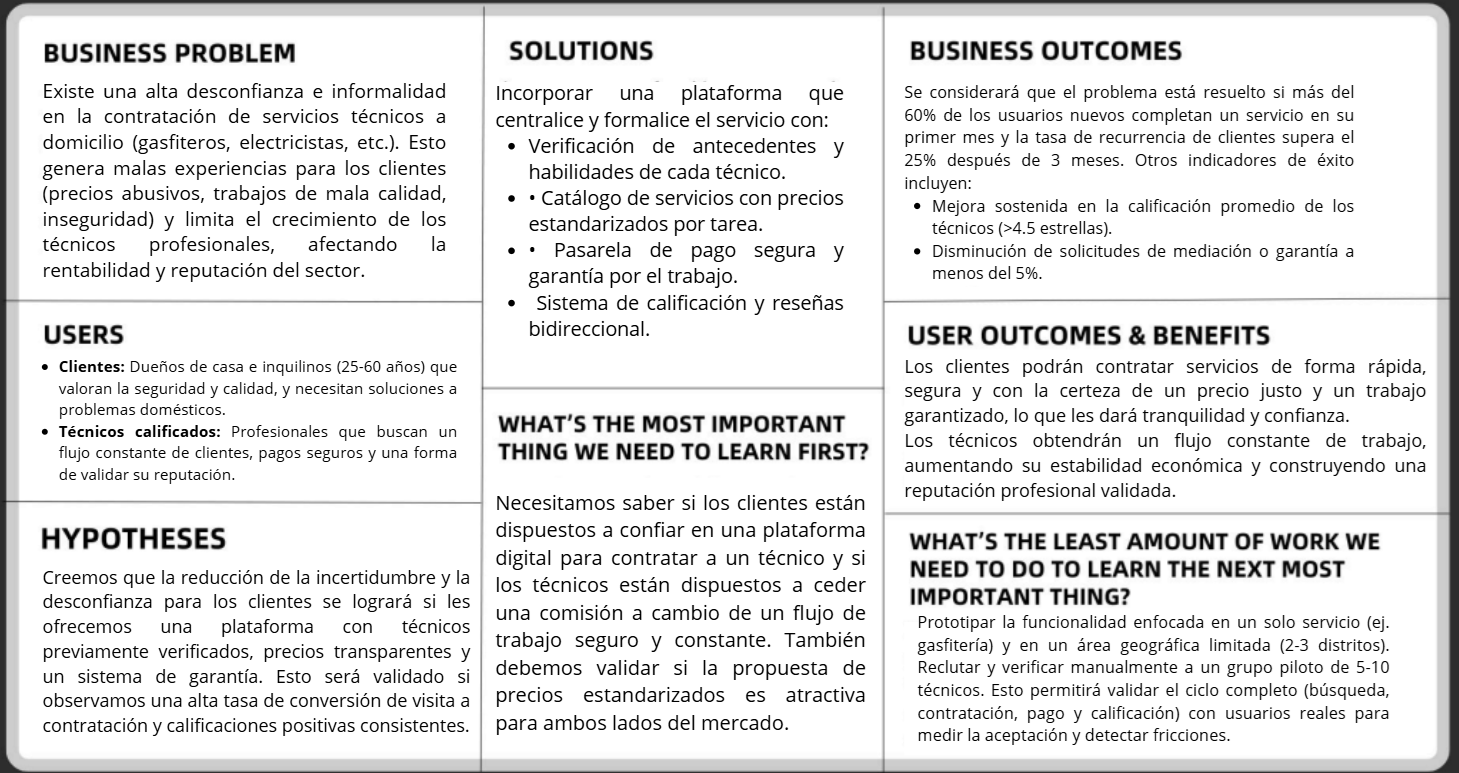 BUSINESS PROBLEM
Existe una alta desconfianza e informalidad
en la contratación de servicios técnicos a
domicilio (gasfiteros, electricistas, etc.). Esto
genera malas experiencias para los clientes
(precios abusivos, trabajos de mala calidad,
inseguridad) y limita el crecimiento de los
técnicos profesionales, afectando la
rentabilidad y reputación del sector.
USERS
• Clientes: Dueños de casa e inquilinos (25-60 años) que
valoran la seguridad y calidad, y necesitan soluciones a
problemas domésticos.
• Técnicos calificados: Profesionales que buscan un
flujo constante de clientes, pagos seguros y una forma
de validar su reputación.
HYPOTHESES
Creemos que la reducción de la incertidumbre y la
desconfianza para los clientes se logrará si les
ofrecemos una plataforma con técnicos
previamente verificados, precios transparentes y
un sistema de garantía. Esto será validado si
observamos una alta tasa de conversión de visita a
contratación y calificaciones positivas consistentes.
SOLUTIONS
Incorporar una plataforma que
centralice y formalice el servicio con:
• Verificación de antecedentes y
habilidades de cada técnico.
• • Catálogo de servicios con precios
estandarizados por tarea.
• • Pasarela de pago segura y
garantía por el trabajo.
• Sistema de calificación y reseñas
bidireccional.
WHAT'S THE MOST IMPORTANT
THING WE NEED TO LEARN FIRST?
Necesitamos saber si los clientes están
dispuestos a confiar en una plataforma
digital para contratar a un técnico y si
los técnicos están dispuestos a ceder
una comisión a cambio de un flujo de
trabajo seguro y constante. También
debemos validar si la propuesta de
precios estandarizados es atractiva
para ambos lados del mercado.
BUSINESS OUTCOMES
Se considerará que el problema está resuelto si más del
60% de los usuarios nuevos completan un servicio en su
primer mes y la tasa de recurrencia de clientes supera el
25% después de 3 meses. Otros indicadores de éxito
incluyen:
• Mejora sostenida en la calificación promedio de los
técnicos (>4.5 estrellas).
• Disminución de solicitudes de mediación o garantía a
menos del 5%.
USER OUTCOMES & BENEFITS
Los clientes podrán contratar servicios de forma rápida,
segura y con la certeza de un precio justo y un trabajo
garantizado, lo que les dará tranquilidad y confianza.
Los técnicos obtendrán un flujo constante de trabajo,
aumentando su estabilidad económica y construyendo una
reputación profesional validada.
WHAT'S THE LEAST AMOUNT OF WORK WE
NEED TO DO TO LEARN THE NEXT MOST
IMPORTANT THING?
Prototipar la funcionalidad enfocada en un solo servicio (ej.
gasfitería) y en un área geográfica limitada (2-3 distritos).
Reclutar y verificar manualmente a un grupo piloto de 5-10
técnicos. Esto permitirá validar el ciclo completo (búsqueda,
contratación, pago y calificación) con usuarios reales para
medir la aceptación y detectar fricciones.